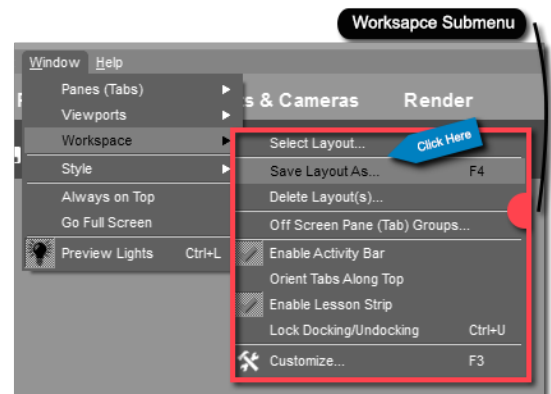 Worksapce Submenu
Window Help
Panes (Tabs)
s & Cameras Render
Viewports
Workspace
Select Layout...
Click Here
Style
Save Layout As... F4
Always on Top
Delete Layout(s)...
Go Full Screen
Off Screen Pane (Tab) Groups...
Preview Lights Ctrl+L
Enable Activity Bar
Orient Tabs Along Top
Enable Lesson Strip
Lock Docking/Undocking Ctrl+U
Customize... F3